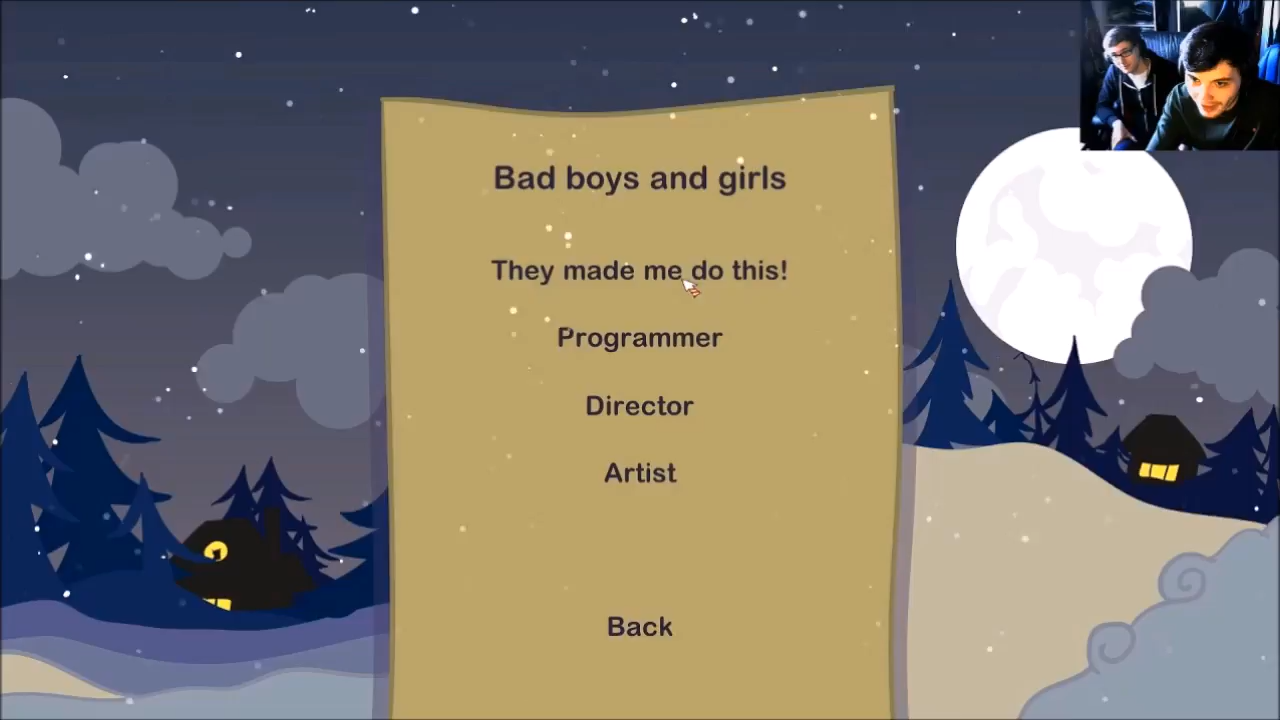 Bad boys and girls
They made me do this!
Programmer
Director
Artist
Back